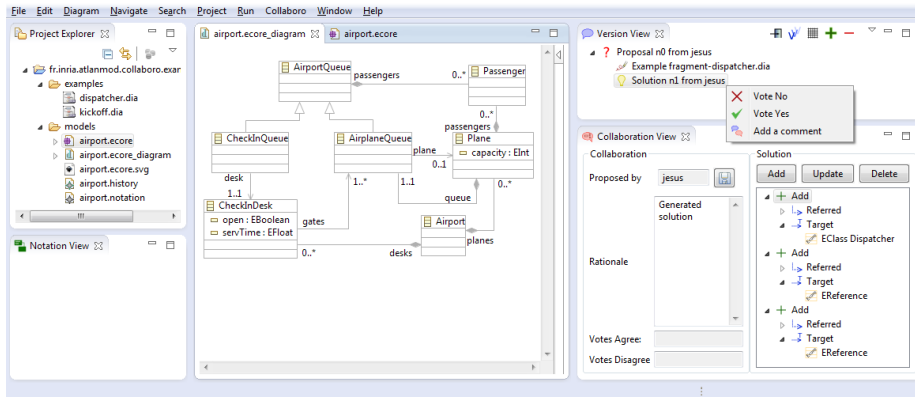 File Edit Diagram Navigate Search Project Run Collaboro Window Help
Project Explorer
fr.inria.atlanmod.collaboro.exar
examples
dispatcher.dia
kickoff.dia
models
airport.ecore
airport.ecore_diagram
airport.ecore.svg
airport.history
airport.notation
Notation View
airport.ecore_diagram airport.ecore
AirportQueue
passengers
0..*
Passenger
0..*
passengers
CheckInQueue
AirplaneQueue
plane
0..1
Plane
capacity : EInt
desk
1..1
1..*
1..1
queue
0..*
CheckInDesk
open : EBoolean
servTime : EFloat
gates
Airport
planes
0..*
desks
Version View
? Proposal n0 from jesus
Example fragment-dispatcher.dia
Solution n1 from jesus
Vote No
Vote Yes
Add a comment
Collaboration View
Collaboration
Proposed by jesus
Rationale
Generated
solution
Votes Agree:
Votes Disagree
Solution
Add Update Delete
Add
Referred
Target
EClass Dispatcher
Add
Referred
Target
EReference
Add
Referred
Target
EReference